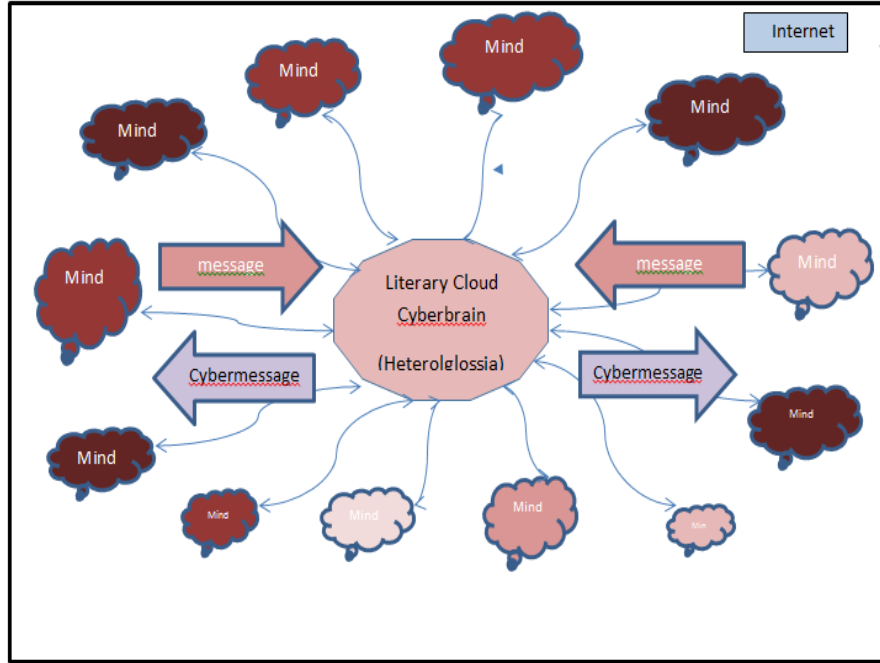 Internet
Mind
Mind
Mind
Mind
Mind
message
message
Mind
Literary Cloud
Cyberbrain
(Heterolglossia)
Cybermessage
Cybermessage
Mind
Mind
Mind
Mind
Mind
Min